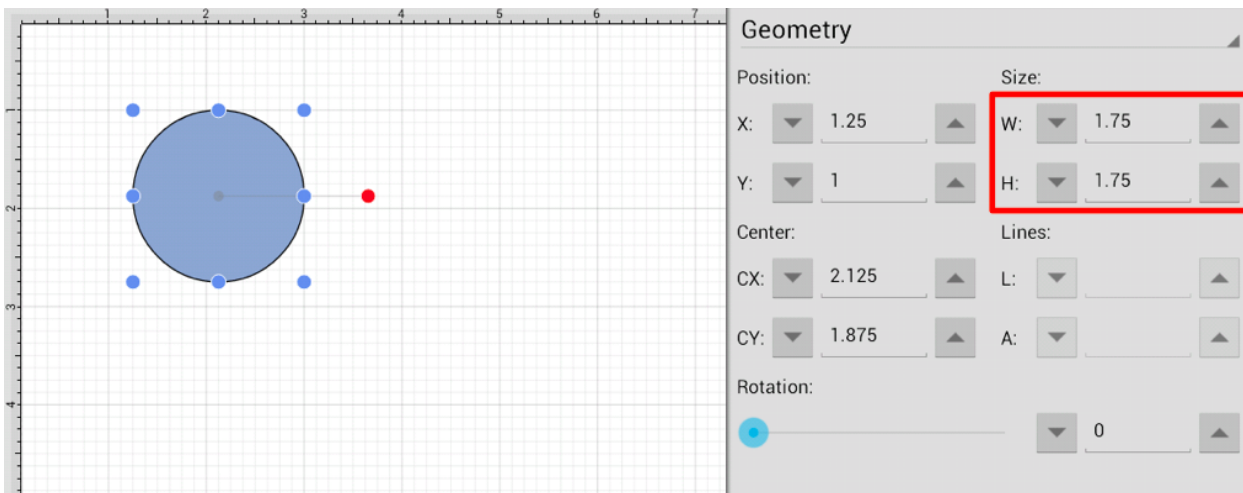 1 2 3 4 5 6 7
1
2
3
4
Geometry
Position: Size:
X: 1.25 W: 1.75
Y: 1 H: 1.75
Center: Lines:
CX: 2.125 L:
CY: 1.875 A:
Rotation:
0